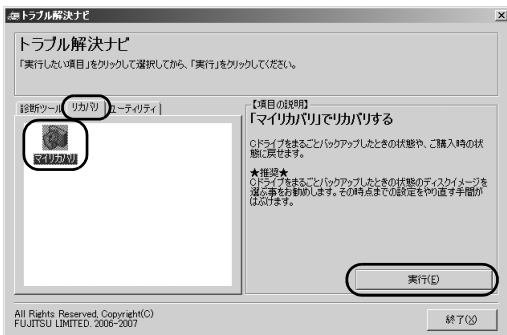 トラブル解決ナビ
トラブル解決ナビ
「実行したい項目」をクリックして選択してから、「実行」をクリックしてください。
診断ツール リカバリ ユーティリティ
マイリカバリ
【項目の説明】
「マイリカバリ」でリカバリする
Cドライブをまるごとバックアップしたときの状態や、ご購入時の状
態に戻せます。
★推奨★
Cドライブをまるごとバックアップしたときの状態のディスクイメージを
選ぶ事をお勧めします。その時点までの設定をやり直す手間が
はぶけます。
実行(E)
All Rights Reserved, Copyright(C)
FUJITSU LIMITED. 2006-2007
終了(X)